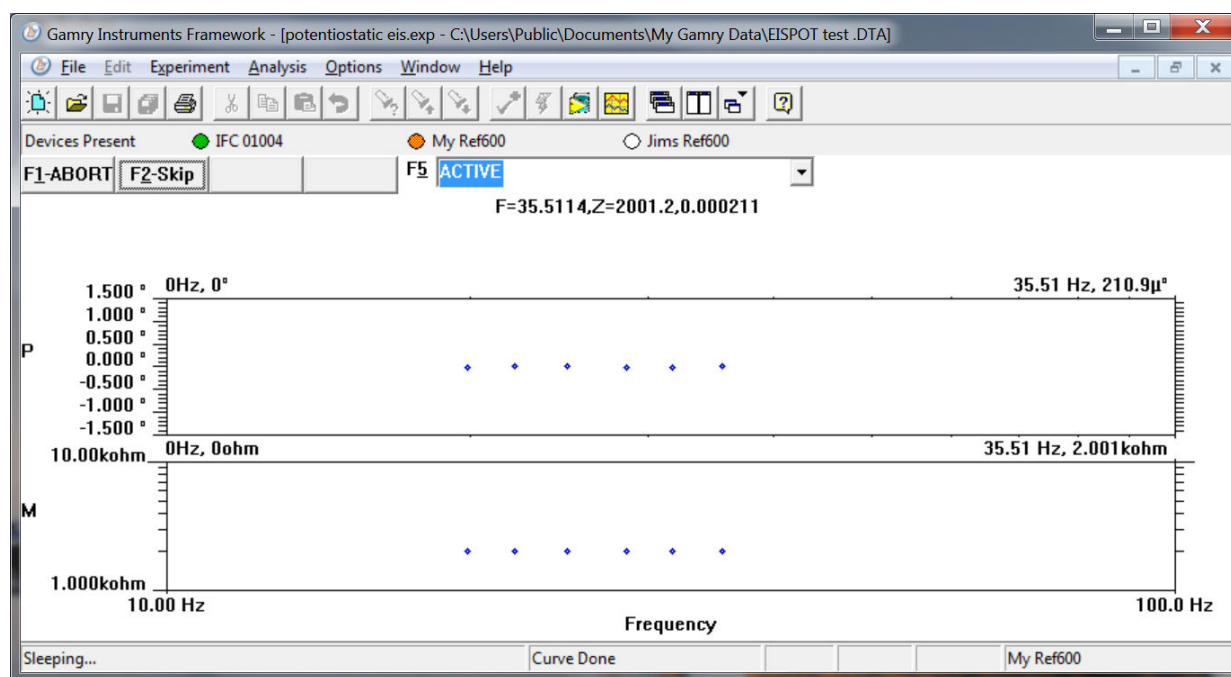 Gamry Instruments Framework - [potentiostatic eis.exp - C:\Users\Public\Documents\My Gamry Data\EISPOT test .DTA]
File Edit Experiment Analysis Options Window Help
Devices Present IFC 01004 My Ref600 Jims Ref600
F1-ABORT F2-Skip F5 ACTIVE
F=35.5114,Z=2001.2,0.000211
0Hz, 0° 35.51 Hz, 210.9µ°
1.500 °
1.000 °
0.500 °
P
0.000 °
-0.500 °
-1.000 °
-1.500 °
0Hz, 0ohm 35.51 Hz, 2.001kohm
10.00kohm
M
1.000kohm
10.00 Hz 100.0 Hz
Frequency
Sleeping... Curve Done My Ref600